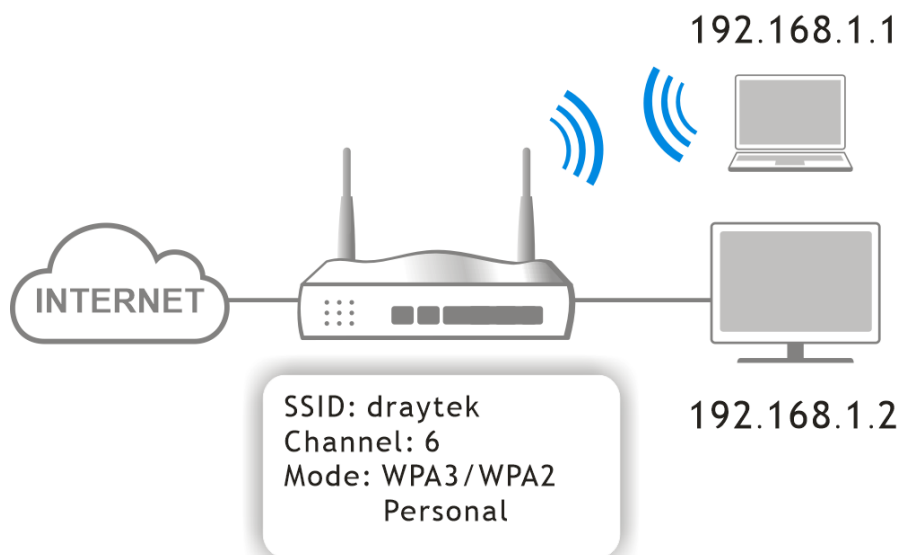 192.168.1.1
INTERNET
SSID: draytek
Channel: 6
Mode: WPA3/WPA2
Personal
192.168.1.2